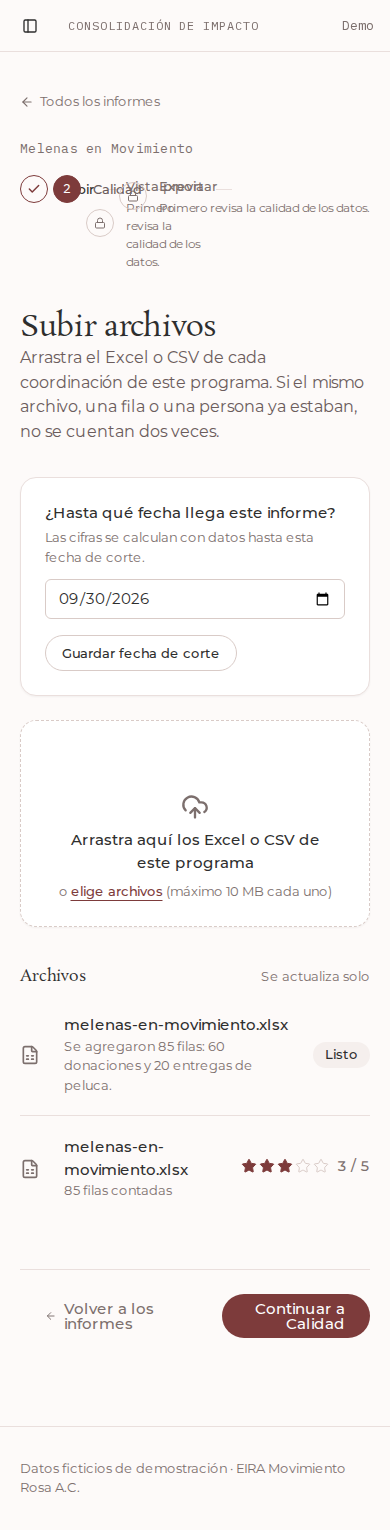 CONSOLIDACIÓN DE IMPACTO
Demo
Todos los informes
Melenas en Movimiento
2
Calidad
Vista previa
Exportar
Primero revisa la calidad de los datos.
Primero
revisa la
calidad de los
datos.
Subir archivos
Arrastra el Excel o CSV de cada
coordinación de este programa. Si el mismo
archivo, una fila o una persona ya estaban,
no se cuentan dos veces.
¿Hasta qué fecha llega este informe?
Las cifras se calculan con datos hasta esta
fecha de corte.
09/30/2026
Guardar fecha de corte
Arrastra aquí los Excel o CSV de
este programa
o elige archivos (máximo 10 MB cada uno)
Archivos
Se actualiza solo
melenas-en-movimiento.xlsx
Se agregaron 85 filas: 60
donaciones y 20 entregas de
peluca.
Listo
melenas-en-
movimiento.xlsx
85 filas contadas
3 / 5
Volver a los
informes
Continuar a
Calidad
Datos ficticios de demostración · EIRA Movimiento
Rosa A.C.